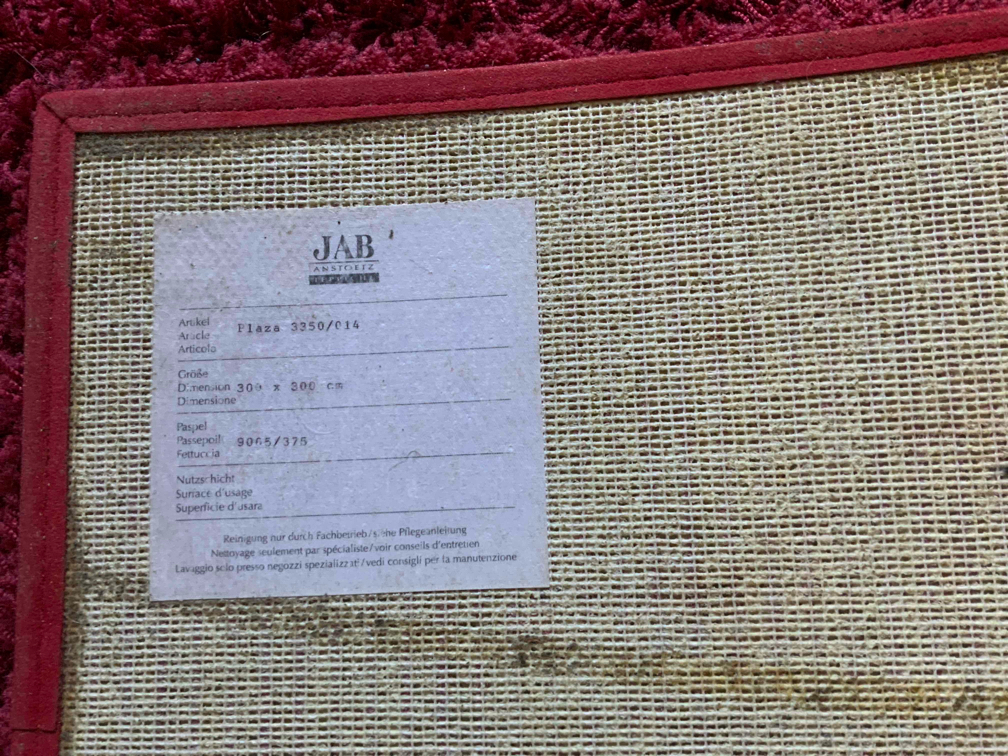 JAB
ANSTOETZ
Artikel
Article Plaza 3350/014
Articolo
Größe
Dimension 300 x 300 cm
Dimensione
Paspel
Passepoil 9065/375
Fettuccia
Nutzschicht
Surface d'usage
Superficie d'usara
Reinigung nur durch Fachbetrieb/siehe Pflegeanleitung
Nettoyage seulement par spécialiste/voir conseils d'entretien
Lavaggio solo presso negozzi spezializzati/vedi consigli per la manutenzione